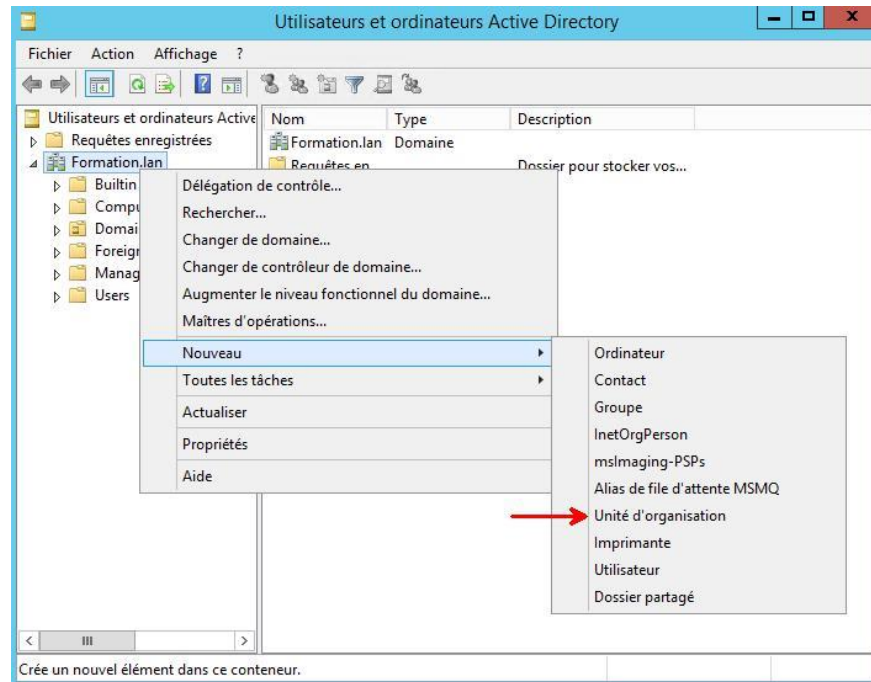 Utilisateurs et ordinateurs Active Directory
Fichier Action Affichage ?
Utilisateurs et ordinateurs Active
Nom Type Description
Requêtes enregistrées
Formation.lan Domaine
Formation.lan
Requêtes en Dossier pour stocker vos...
Builtin
Compu
Domai
Foreign
Manag
Users
Délégation de contrôle...
Rechercher...
Changer de domaine...
Changer de contrôleur de domaine...
Augmenter le niveau fonctionnel du domaine...
Maîtres d'opérations...
Nouveau
Toutes les tâches
Actualiser
Propriétés
Aide
Ordinateur
Contact
Groupe
InetOrgPerson
msImaging-PSPs
Alias de file d'attente MSMQ
Unité d'organisation
Imprimante
Utilisateur
Dossier partagé
Crée un nouvel élément dans ce conteneur.